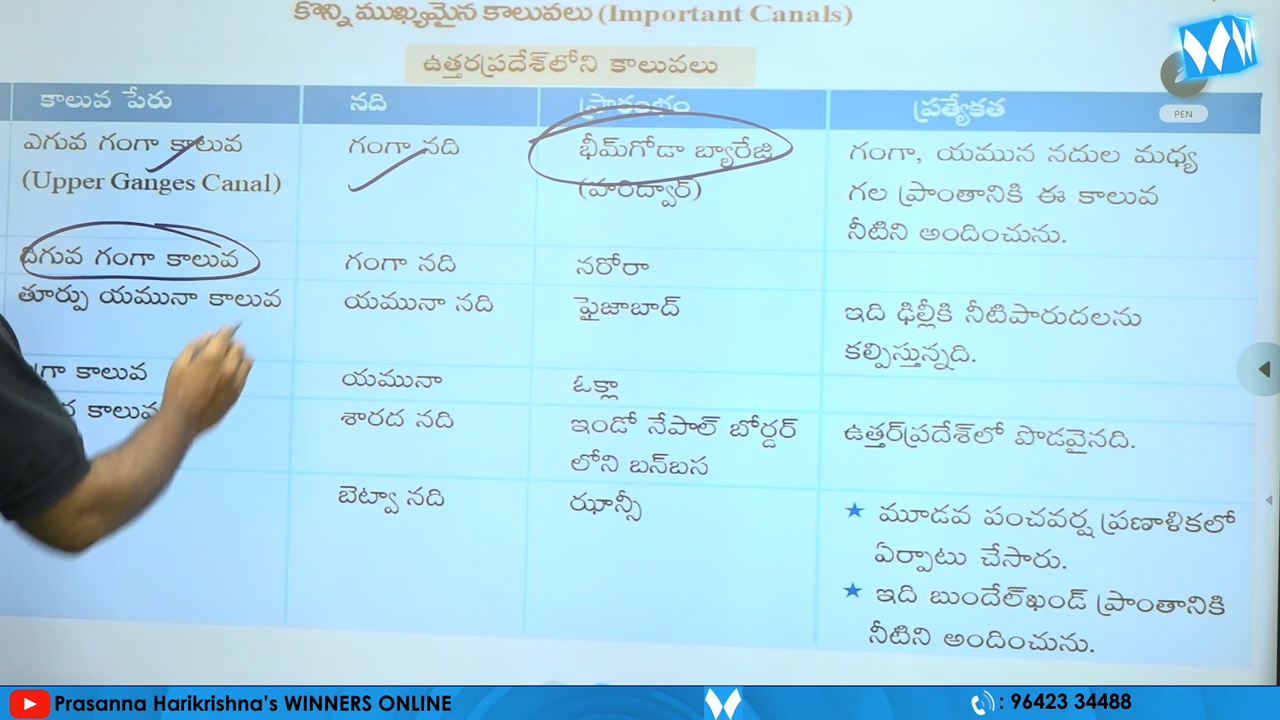 కొన్ని ముఖ్యమైన కాలువలు (Important Canals)
ఉత్తరప్రదేశ్‌లోని కాలువలు
PEN
కాలువ పేరు నది ప్రారంభం ప్రత్యేకత
ఎగువ గంగా కాలువ గంగా నది భీమ్‌గోడా బ్యారేజి గంగా, యమున నదుల మధ్య
(Upper Ganges Canal) (హరిద్వార్) గల ప్రాంతానికి ఈ కాలువ
నీటిని అందించును.
దిగువ గంగా కాలువ గంగా నది నరోరా
తూర్పు యమునా కాలువ యమునా నది ఫైజాబాద్ ఇది ఢిల్లీకి నీటిపారుదలను
కల్పిస్తున్నది.
కాలువ యమునా ఓక్లా
కాలువ శారద నది ఇండో నేపాల్ బోర్డర్ ఉత్తర్‌ప్రదేశ్‌లో పొడవైనది.
లోని బన్‌బస
బెట్వా నది ఝాన్సీ ★ మూడవ పంచవర్ష ప్రణాళికలో
ఏర్పాటు చేసారు.
★ ఇది బుందేల్‌ఖండ్ ప్రాంతానికి
నీటిని అందించును.
Prasanna Harikrishna's WINNERS ONLINE : 96423 34488